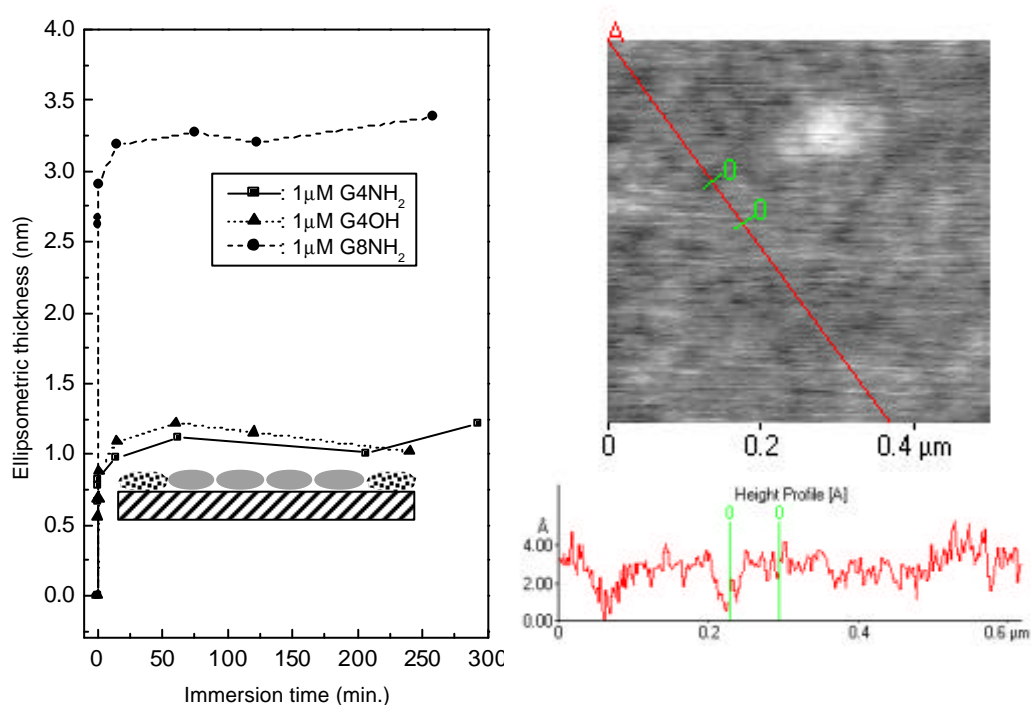 4.0
3.5
3.0
2.5
2.0
1.5
1.0
0.5
0.0
Ellipsometric thickness (nm)
: 1μM G4NH₂
: 1μM G4OH
: 1μM G8NH₂
0 50 100 150 200 250 300
Immersion time (min.)
A
0
0
0 0.2 0.4 μm
Height Profile [A]
Å
0 0
4.00
2.00
0.00
0 0.2 0.4 0.6 μm